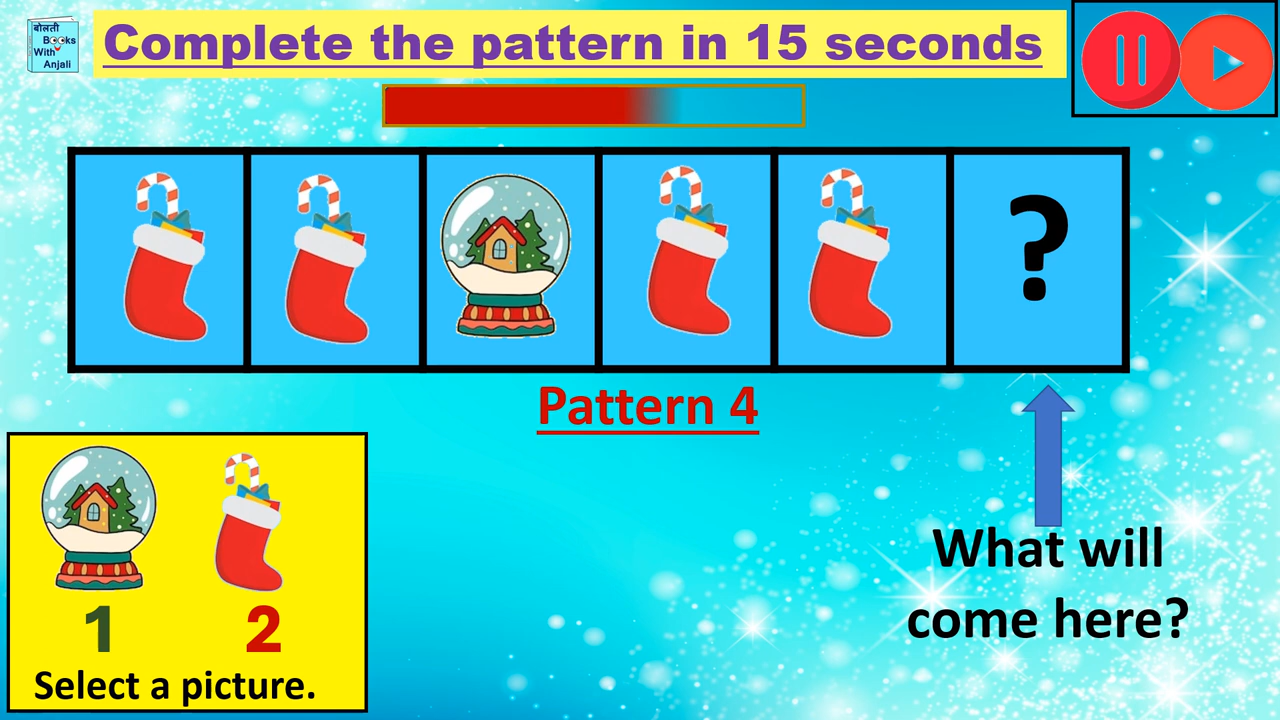 बोलती
Books
With
Anjali
Complete the pattern in 15 seconds
?
Pattern 4
What will
come here?
1 2
Select a picture.